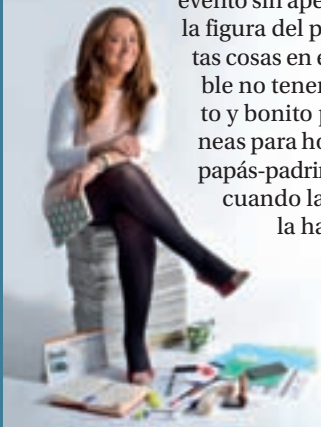 evento sin ape
la figura del p
tas cosas en e
ble no tener
to y bonito p
neas para ho
papás-padrin
cuando la
la ha